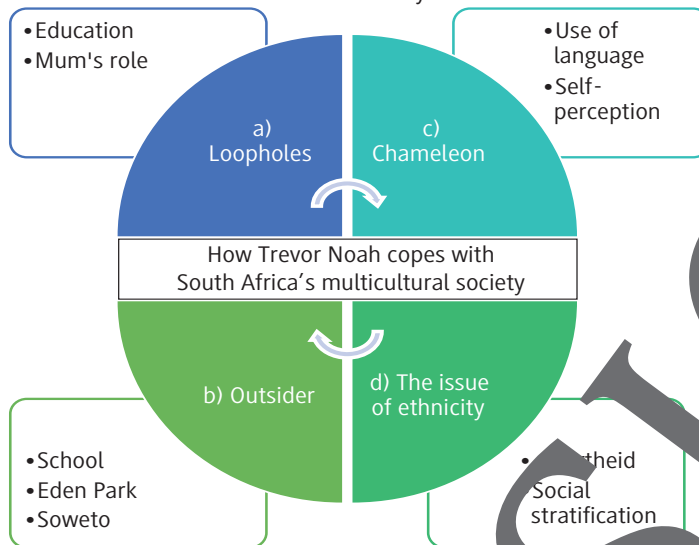 • Education
• Mum's role
• Use of
language
• Self-
perception
a)
Loopholes
c)
Chameleon
How Trevor Noah copes with
South Africa's multicultural society
b) Outsider
d) The issue
of ethnicity
• School
• Eden Park
• Soweto
Social
stratification